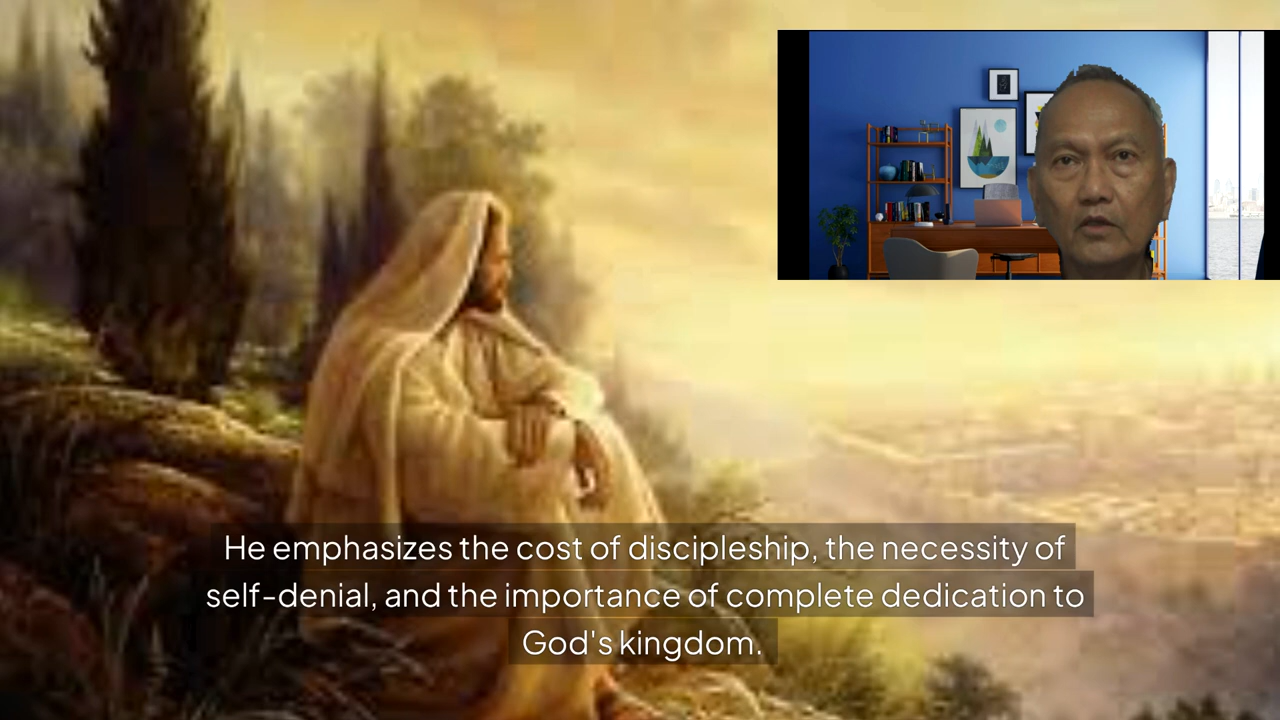 He emphasizes the cost of discipleship, the necessity of
self-denial, and the importance of complete dedication to
God's kingdom.